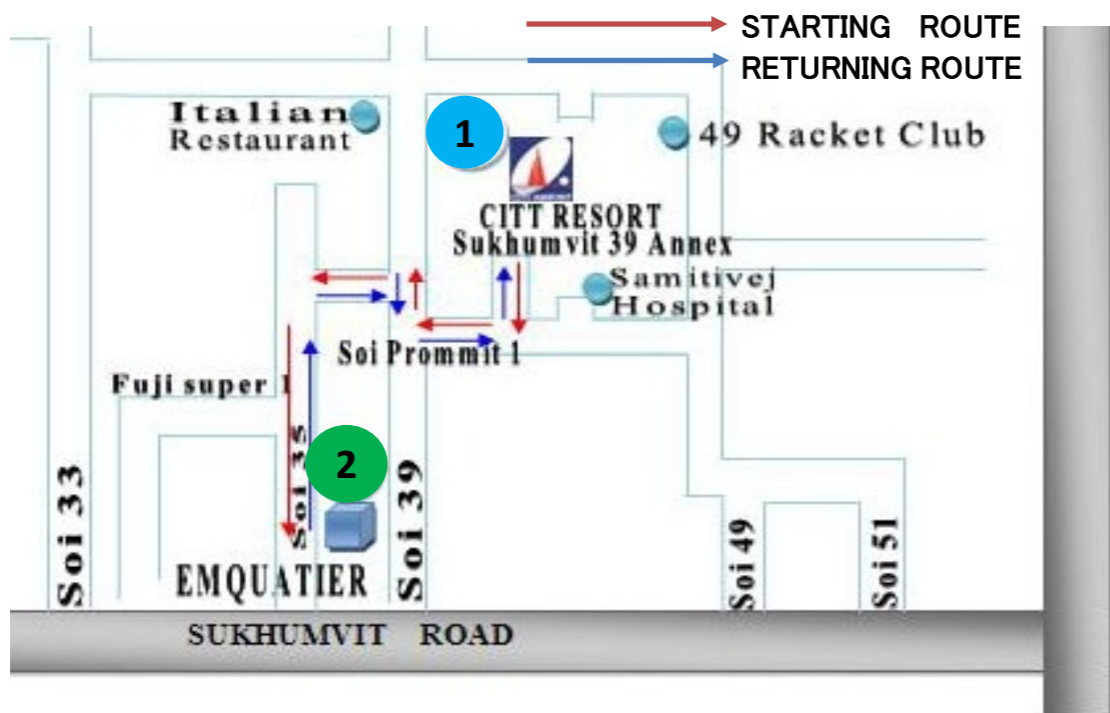 STARTING ROUTE
RETURNING ROUTE
Italian
Restaurant
1
49 Racket Club
CITT RESORT
Sukhumvit 39 Annex
Samitivej
Hospital
Soi Prommit 1
Fuji super 1
2
Soi 33
Soi 35
Soi 39
Soi 49
Soi 51
EMQUATIER
SUKHUMVIT ROAD